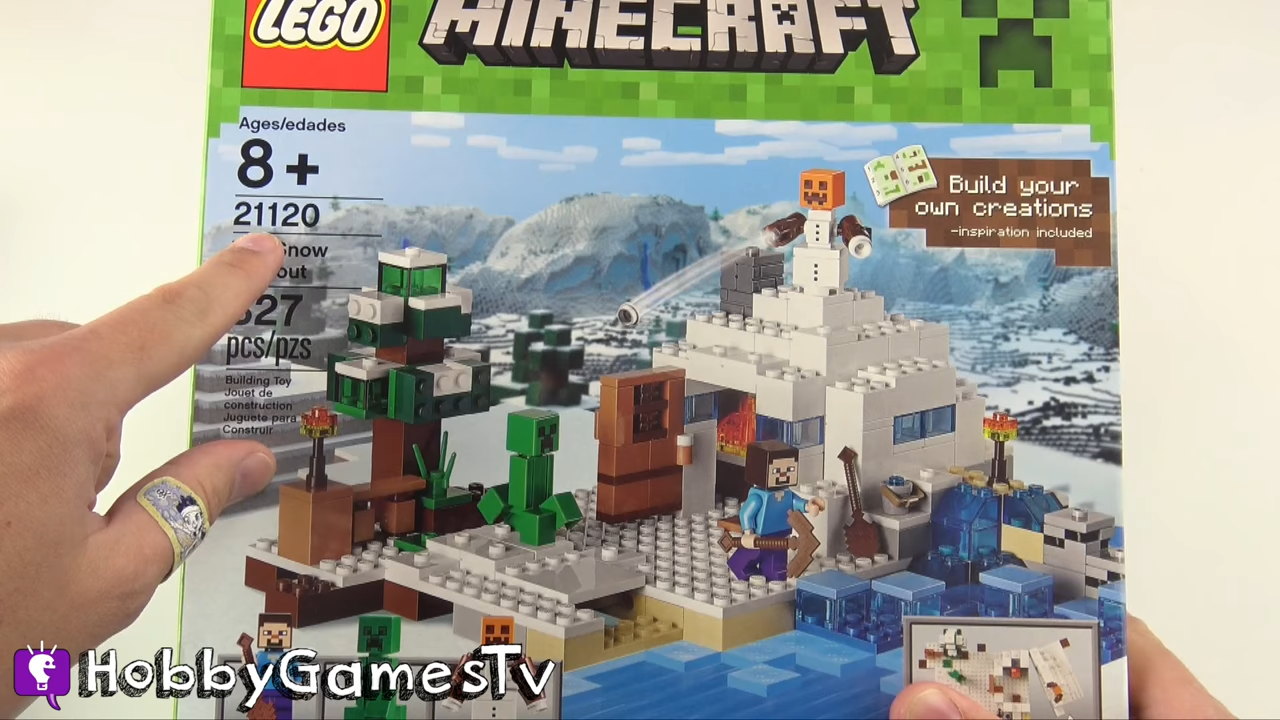 LEGO
MINECRAFT
Ages/edades
8+
21120
Snow
out
327
pcs/pzs
Building Toy
Jouet de
construction
Juguete para
Construir
Build your
own creations
-inspiration included
HobbyGamesTv